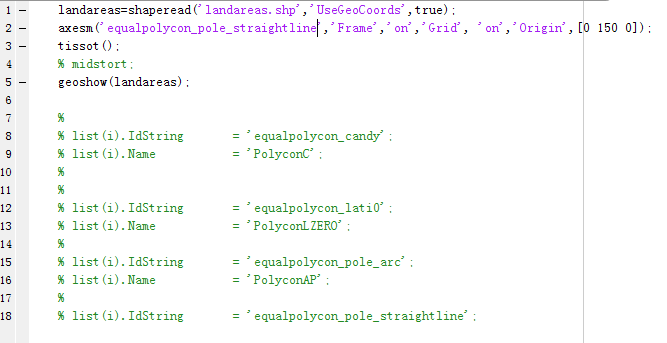 1 - landareas=shaperead('landareas.shp','UseGeoCoords',true);
2 - axesm('equalpolycon_pole_straightline','Frame','on','Grid', 'on','Origin',[0 150 0]);
3 - tissot();
4 % midstort;
5 - geoshow(landareas);
6
7 %
8 % list(i).IdString = 'equalpolycon_candy';
9 % list(i).Name = 'PolyconC';
10 %
11 %
12 % list(i).IdString = 'equalpolycon_lati0';
13 % list(i).Name = 'PolyconLZERO';
14 %
15 % list(i).IdString = 'equalpolycon_pole_arc';
16 % list(i).Name = 'PolyconAP';
17 %
18 % list(i).IdString = 'equalpolycon_pole_straightline';